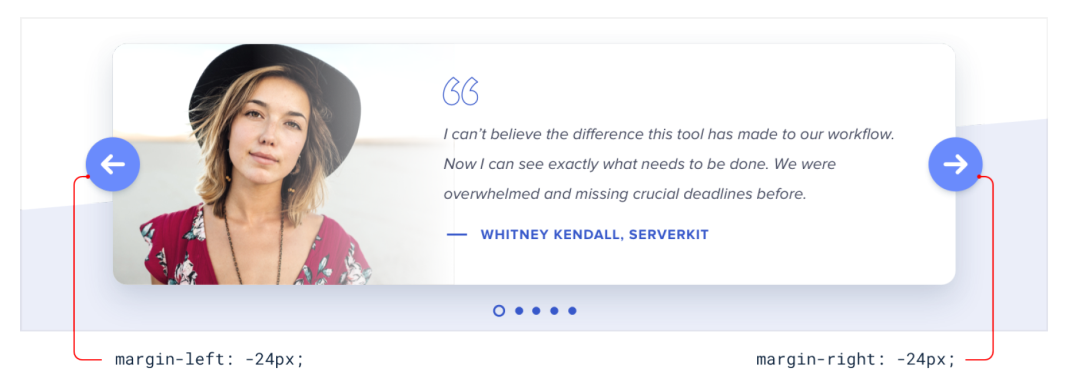 “
I can’t believe the difference this tool has made to our workflow.
Now I can see exactly what needs to be done. We were
overwhelmed and missing crucial deadlines before.
— WHITNEY KENDALL, SERVERKIT
margin-left: -24px;
margin-right: -24px;